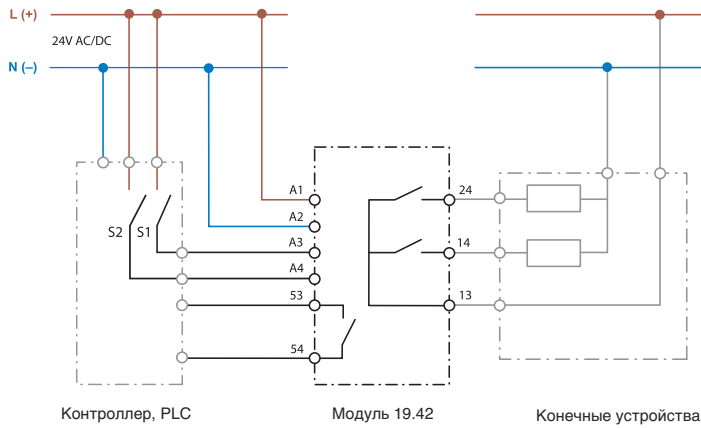 L (+)
24V AC/DC
N (–)
A1
24
A2
S2
S1
A3
14
A4
53
13
54
Контроллер, PLC
Модуль 19.42
Конечные устройства